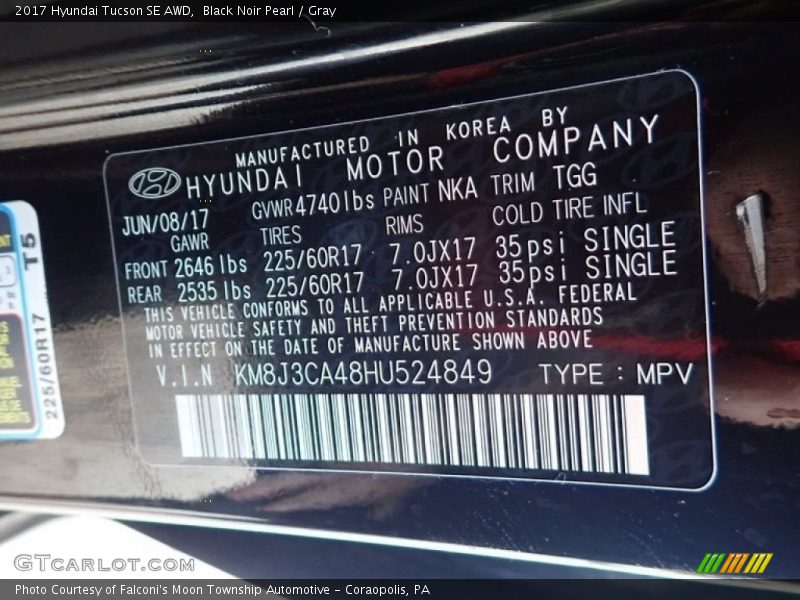 2017 Hyundai Tucson SE AWD, Black Noir Pearl / Gray
MANUFACTURED IN KOREA BY
HYUNDAI MOTOR COMPANY
JUN/08/17 GVWR 4740lbs PAINT NKA TRIM TGG
GAWR TIRES RIMS COLD TIRE INFL
FRONT 2646 lbs 225/60R17 7.0JX17 35psi SINGLE
REAR 2535 lbs 225/60R17 7.0JX17 35psi SINGLE
THIS VEHICLE CONFORMS TO ALL APPLICABLE U.S.A. FEDERAL
MOTOR VEHICLE SAFETY AND THEFT PREVENTION STANDARDS
IN EFFECT ON THE DATE OF MANUFACTURE SHOWN ABOVE
V.I.N KM8J3CA48HU524849 TYPE : MPV
T5
225/60R17
GTCARLOT.COM
Photo Courtesy of Falconi's Moon Township Automotive - Coraopolis, PA